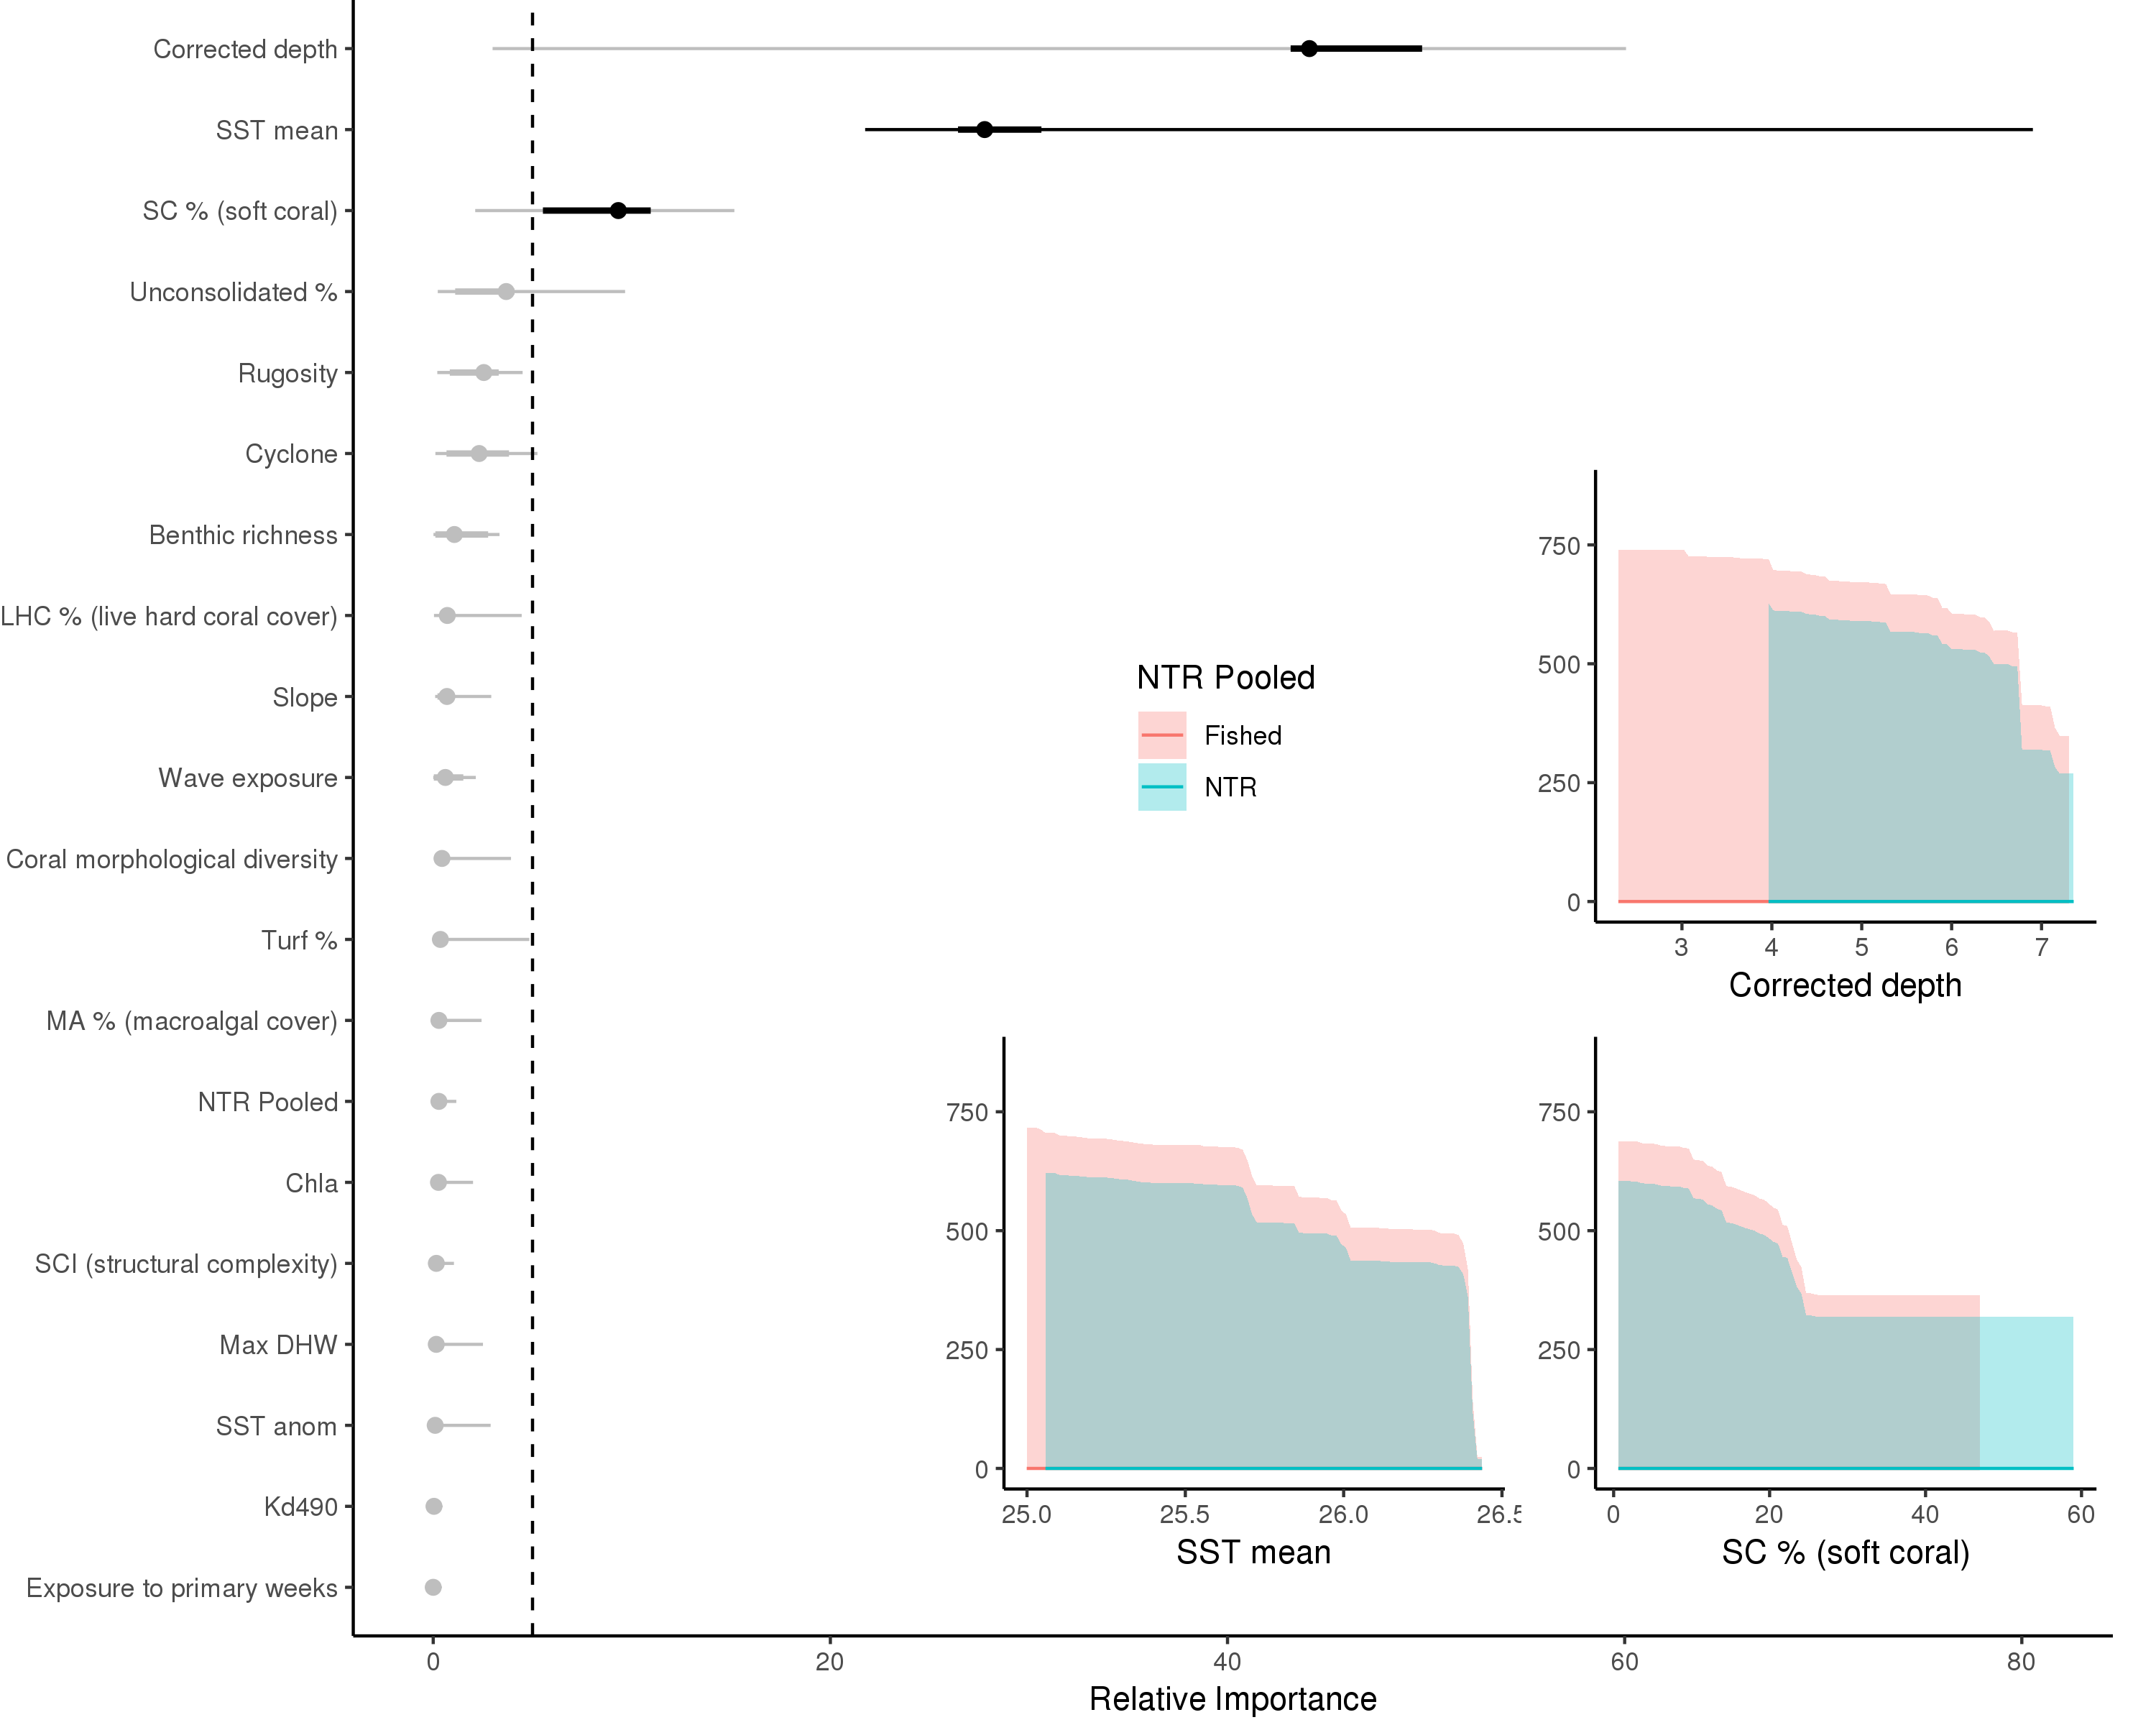 Corrected depth
SST mean
SC % (soft coral)
Unconsolidated %
Rugosity
Cyclone
Benthic richness
LHC % (live hard coral cover)
Slope
Wave exposure
Coral morphological diversity
Turf %
MA % (macroalgal cover)
NTR Pooled
Chla
SCI (structural complexity)
Max DHW
SST anom
Kd490
Exposure to primary weeks
0 20 40 60 80
Relative Importance
NTR Pooled
Fished
NTR
750
500
250
0
3 4 5 6 7
Corrected depth
750
500
250
0
25.0 25.5 26.0 26.5
SST mean
750
500
250
0
0 20 40 60
SC % (soft coral)